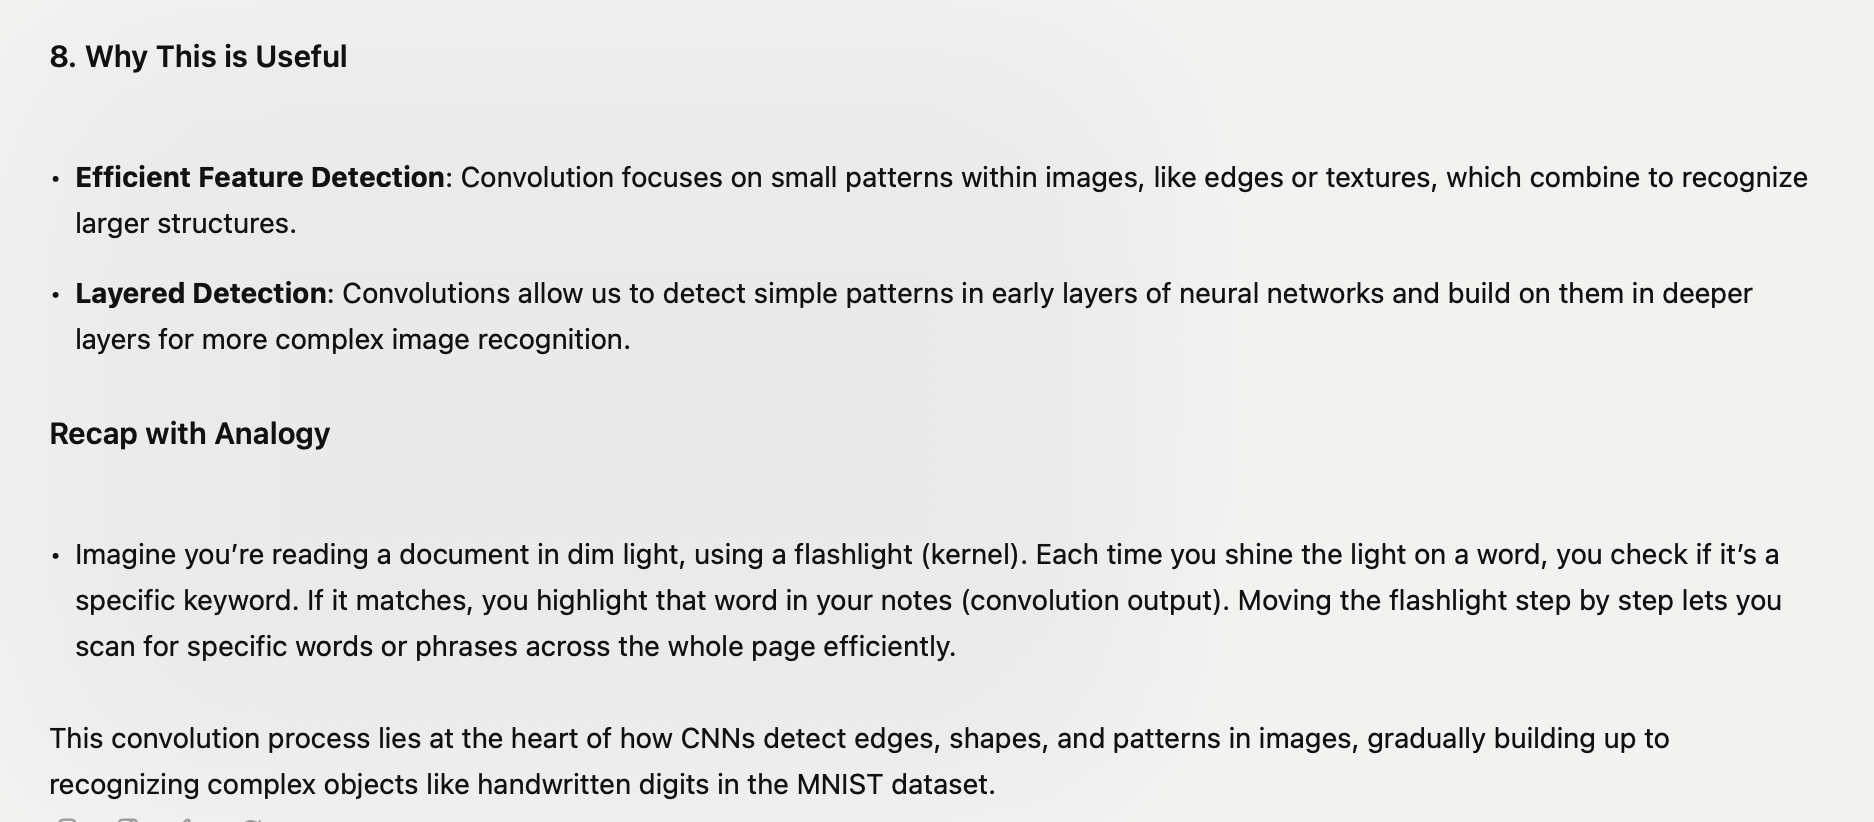 8. Why This is Useful
• Efficient Feature Detection: Convolution focuses on small patterns within images, like edges or textures, which combine to recognize
larger structures.
• Layered Detection: Convolutions allow us to detect simple patterns in early layers of neural networks and build on them in deeper
layers for more complex image recognition.
Recap with Analogy
• Imagine you’re reading a document in dim light, using a flashlight (kernel). Each time you shine the light on a word, you check if it’s a
specific keyword. If it matches, you highlight that word in your notes (convolution output). Moving the flashlight step by step lets you
scan for specific words or phrases across the whole page efficiently.
This convolution process lies at the heart of how CNNs detect edges, shapes, and patterns in images, gradually building up to
recognizing complex objects like handwritten digits in the MNIST dataset.